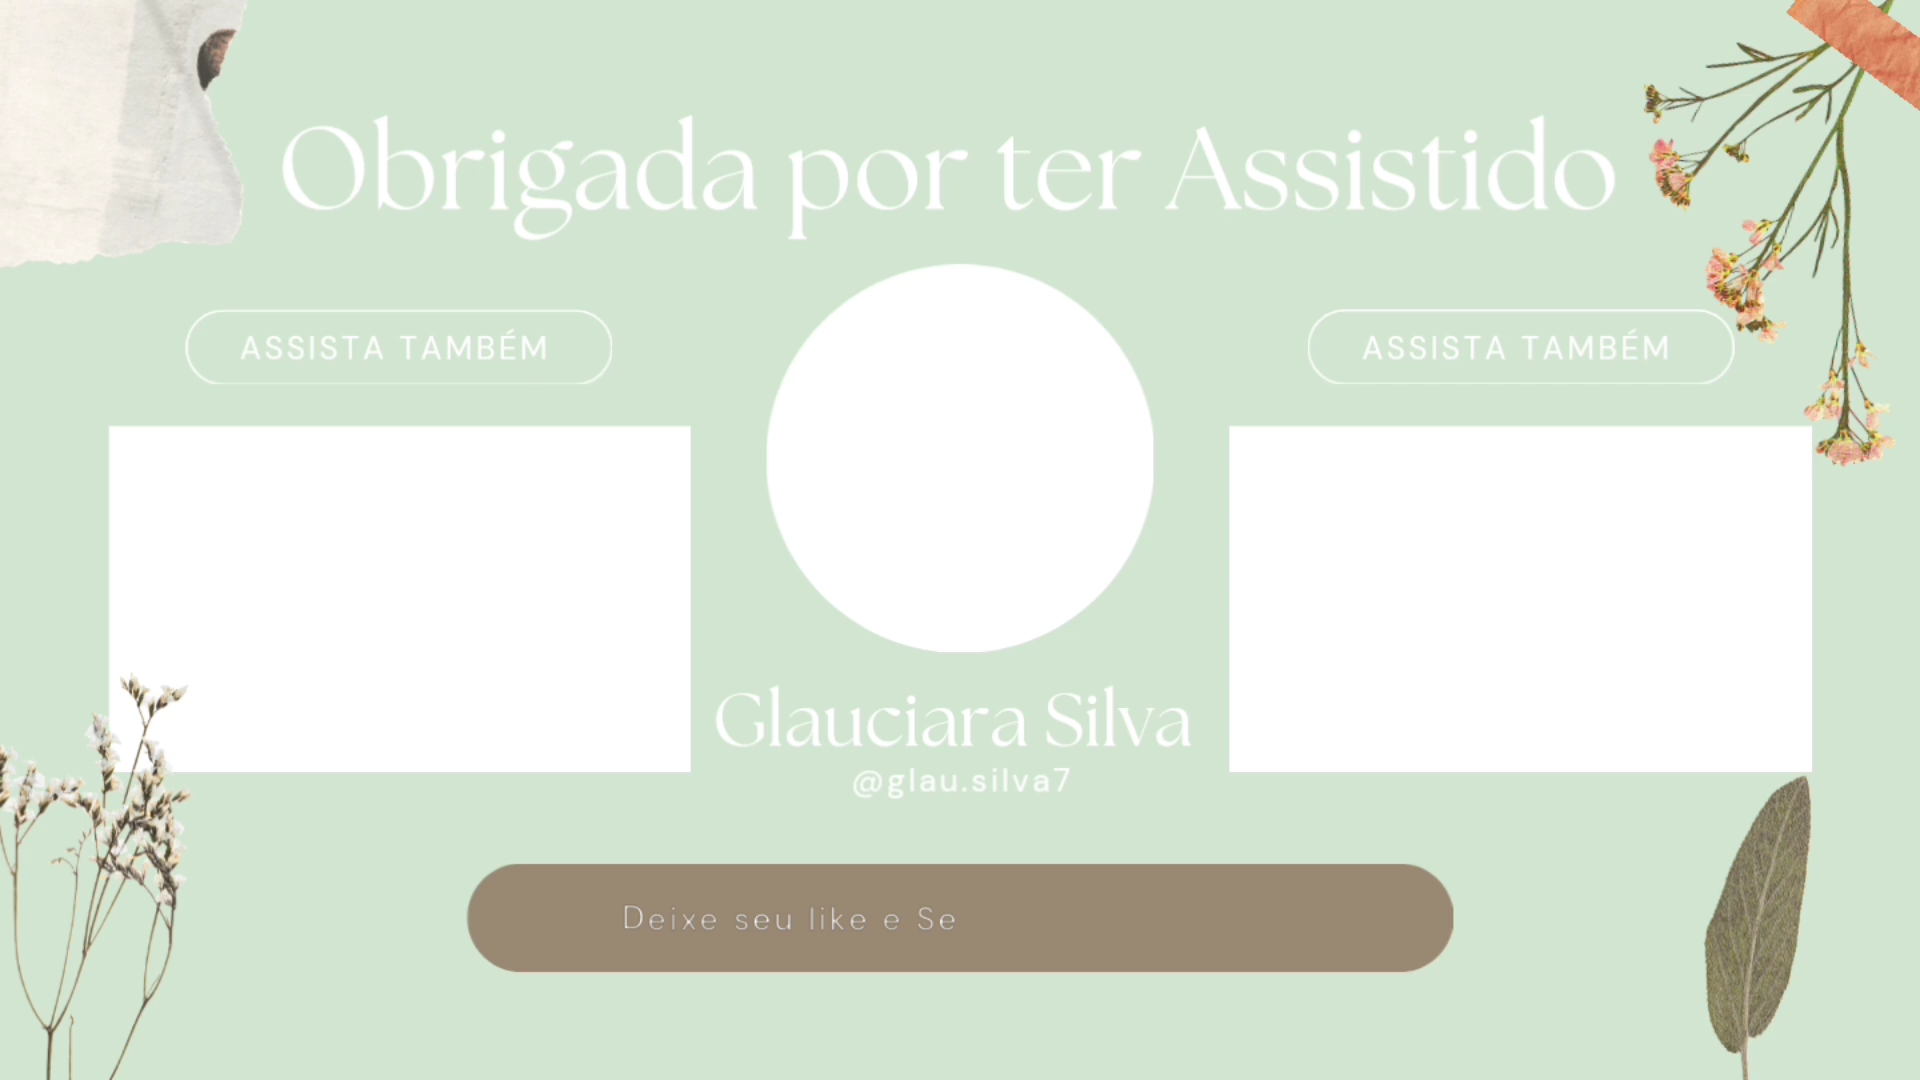 Obrigada por ter Assistido
ASSISTA TAMBÉM
ASSISTA TAMBÉM
Glauciara Silva
@glau.silva7
Deixe seu like e Se